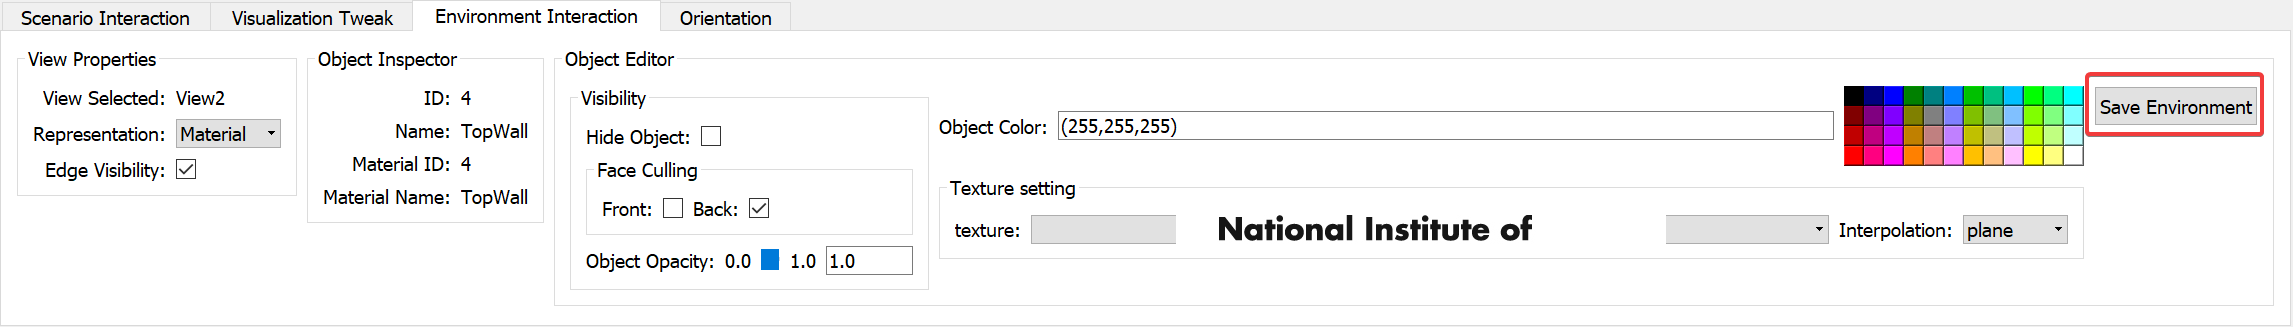 Scenario Interaction Visualization Tweak Environment Interaction Orientation
View Properties
View Selected: View2
Representation: Material
Edge Visibility:
Object Inspector
ID: 4
Name: TopWall
Material ID: 4
Material Name: TopWall
Object Editor
Visibility
Hide Object:
Face Culling
Front: Back:
Object Opacity: 0.0 1.0 1.0
Object Color: (255,255,255)
Save Environment
Texture setting
texture: National Institute of Interpolation: plane